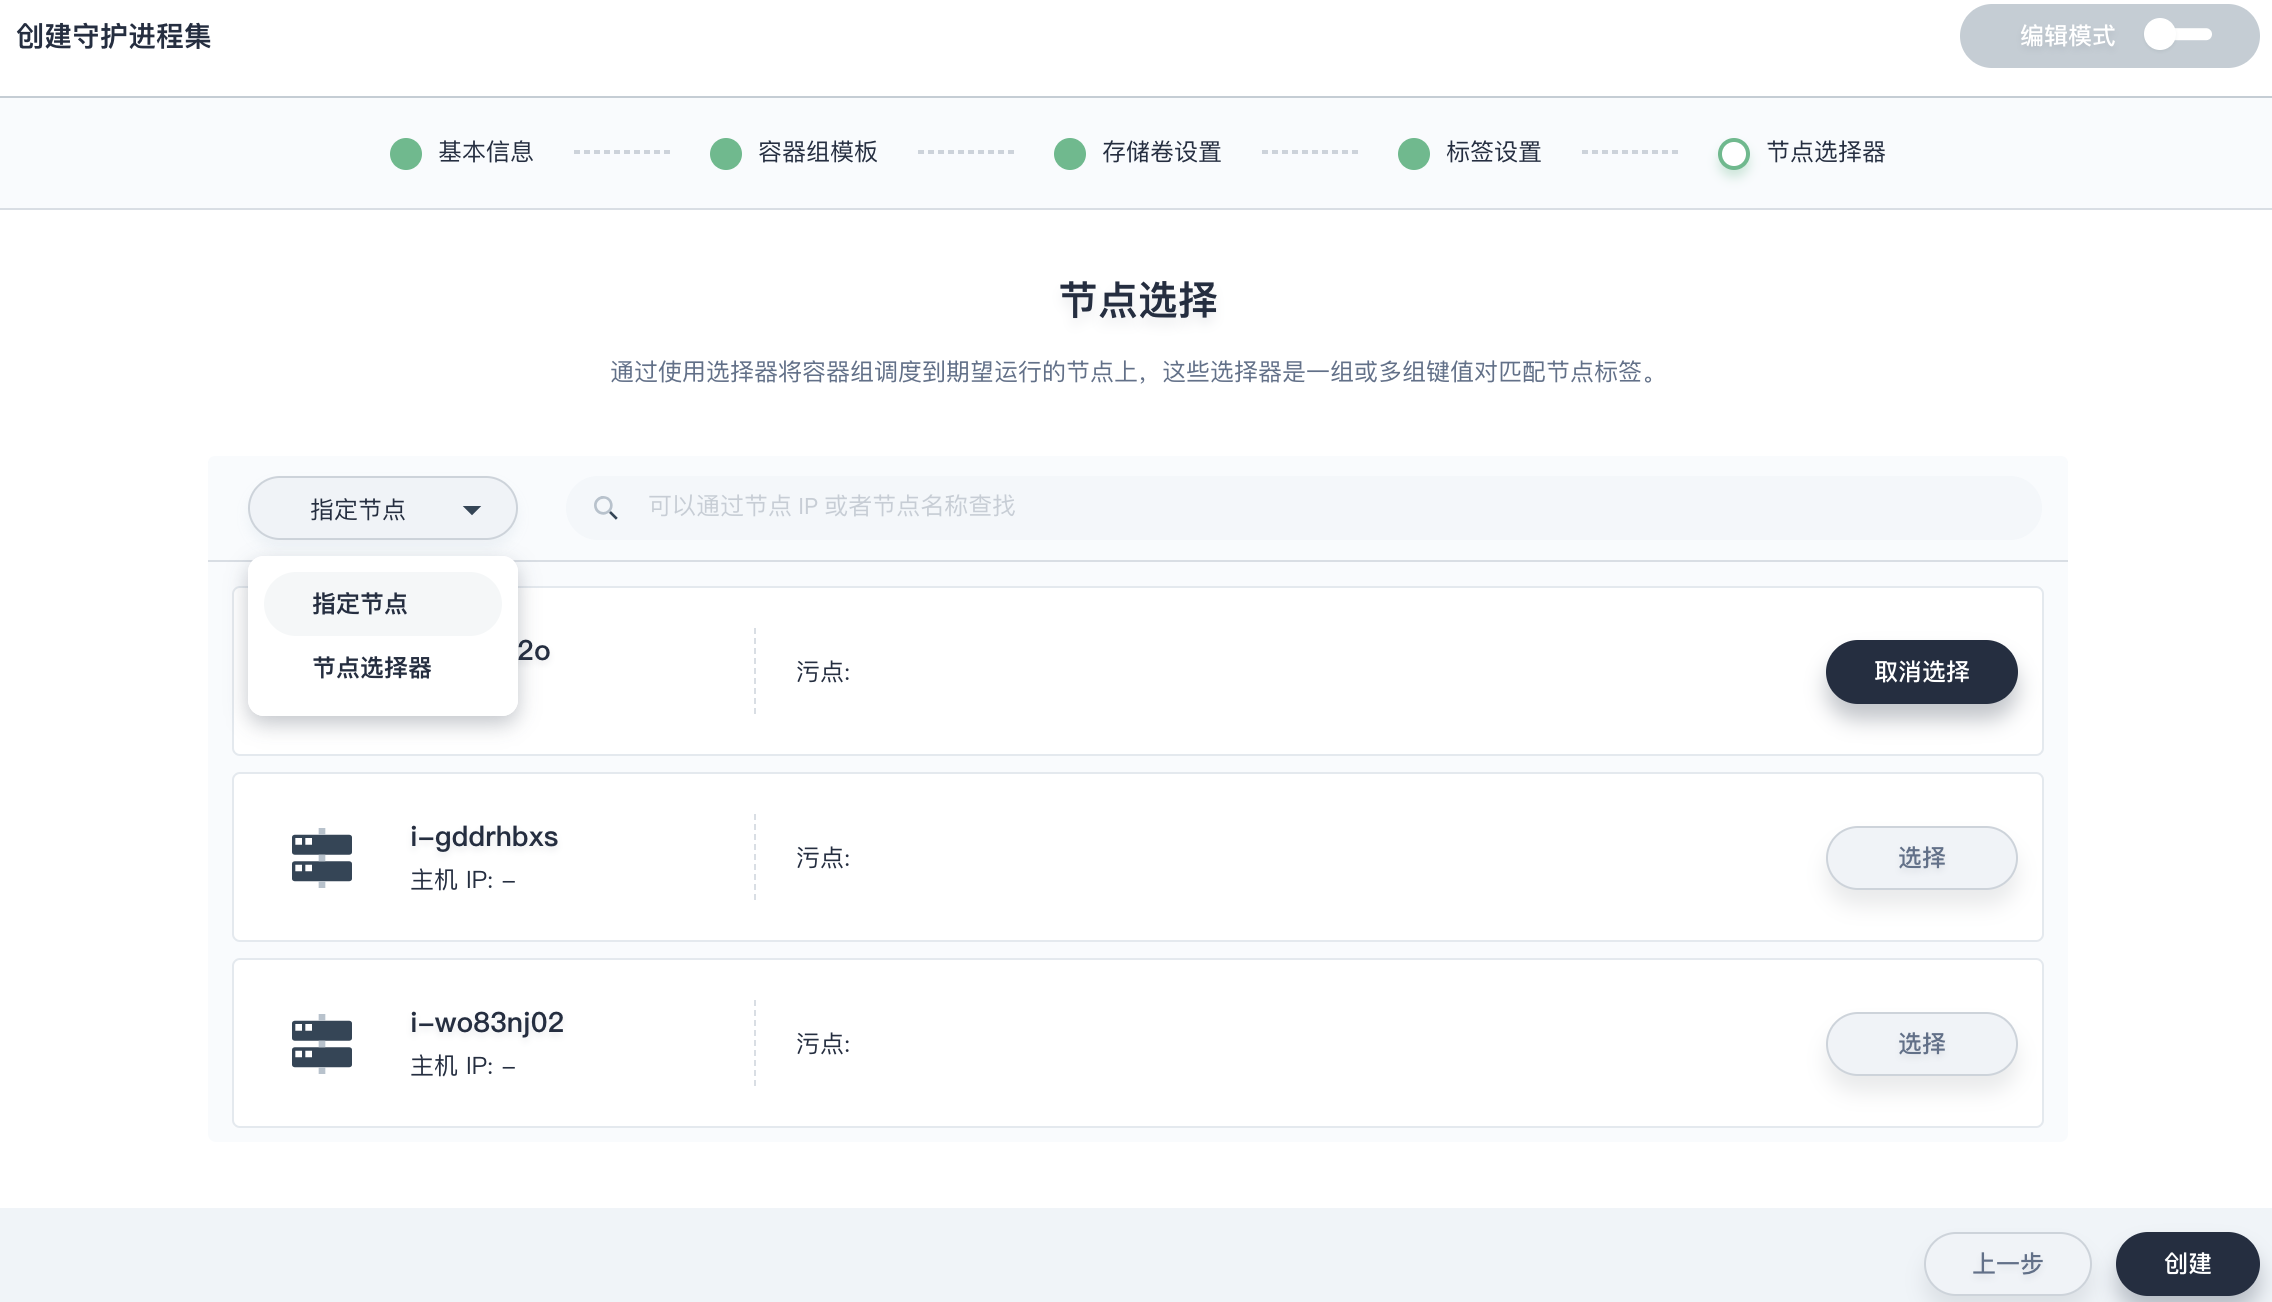 创建守护进程集
编辑模式
基本信息
容器组模板
存储卷设置
标签设置
节点选择器
节点选择
通过使用选择器将容器组调度到期望运行的节点上，这些选择器是一组或多组键值对匹配节点标签。
指定节点
可以通过节点 IP 或者节点名称查找
指定节点
节点选择器
2o
污点:
取消选择
i-gddrhbxs
主机 IP: -
污点:
选择
i-wo83nj02
主机 IP: -
污点:
选择
上一步
创建